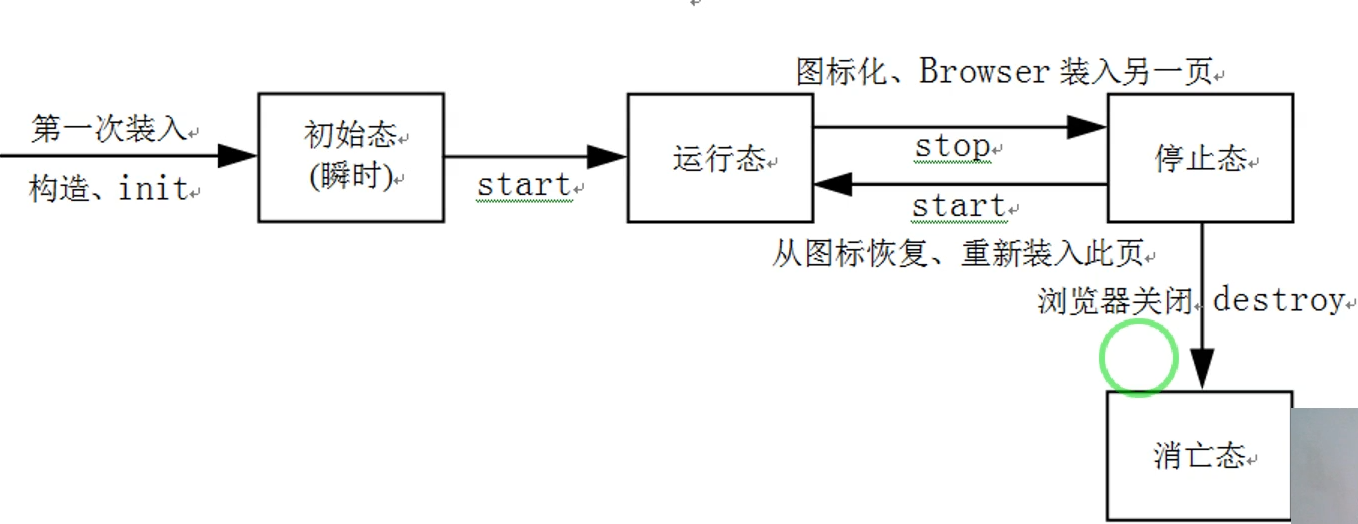 图标化、Browser 装入另一页
第一次装入
构造、init
初始态
(瞬时)
start
运行态
stop
start
停止态
从图标恢复、重新装入此页
浏览器关闭 destroy
消亡态